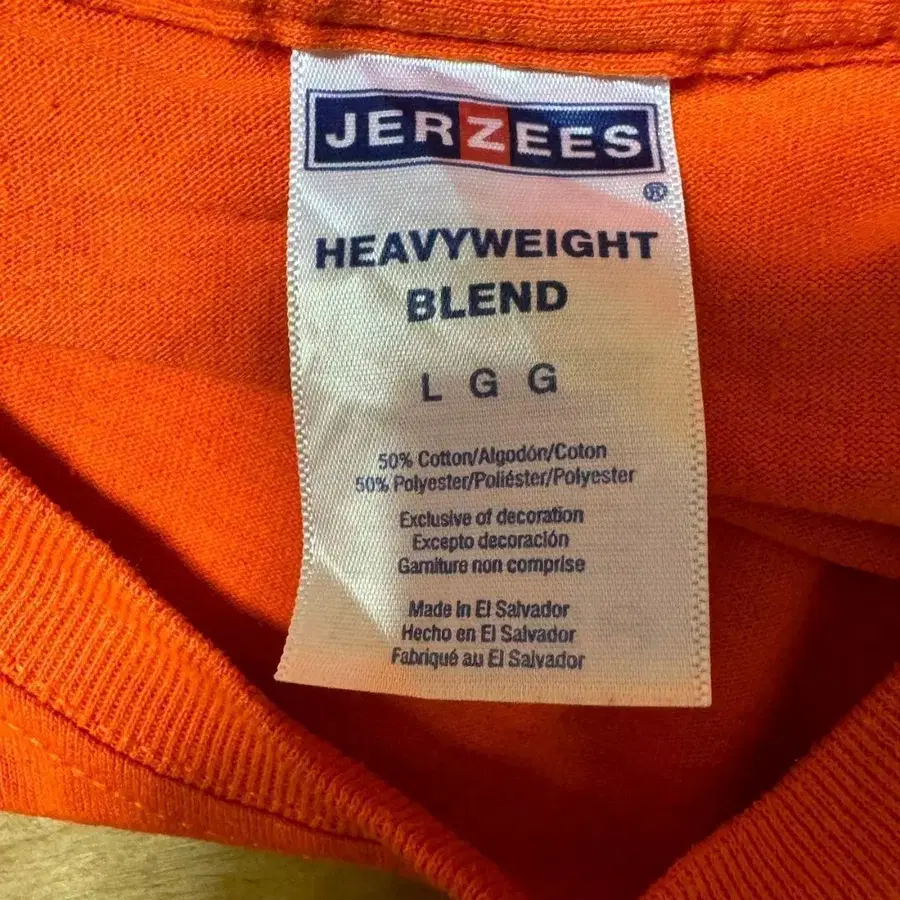 JERZEES
®
HEAVYWEIGHT
BLEND
L G G
50% Cotton/Algodón/Coton
50% Polyester/Poliéster/Polyester
Exclusive of decoration
Excepto decoración
Garniture non comprise
Made in El Salvador
Hecho en El Salvador
Fabriqué au El Salvador